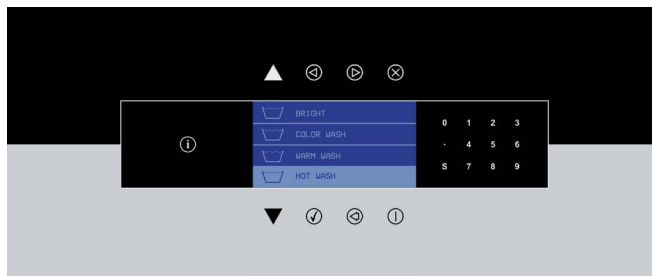 BRIGHT
COLOR WASH
WARM WASH
HOT WASH
0 1 2 3
· 4 5 6
S 7 8 9